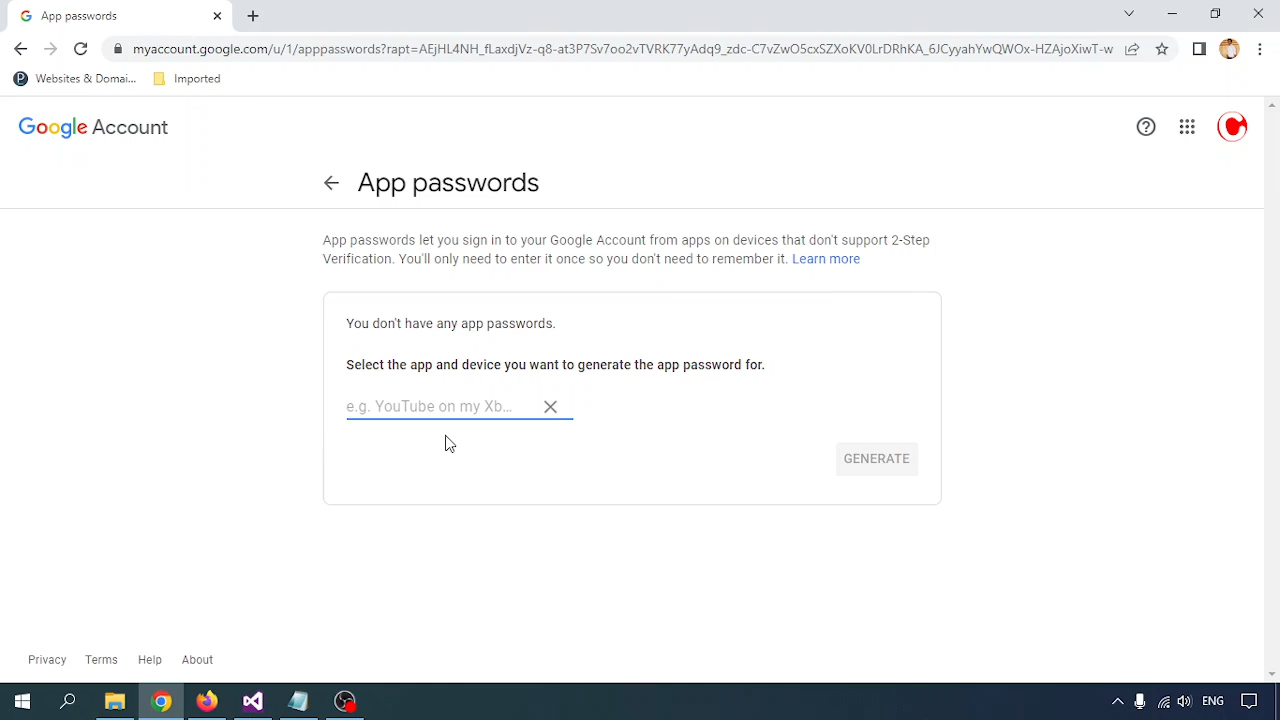 App passwords
myaccount.google.com/u/1/apppasswords?rapt=AEjHL4NH_fLaxdjVz-q8-at3P7Sv7oo2vTVRK77yAdq9_zdc-C7vZwO5cxSZXoKV0LrDRhKA_6JCyyahYwQWOx-HZAjoXiwT-w
Websites & Domai...
Imported
Google Account
App passwords
App passwords let you sign in to your Google Account from apps on devices that don't support 2-Step
Verification. You'll only need to enter it once so you don't need to remember it. Learn more
You don't have any app passwords.
Select the app and device you want to generate the app password for.
e.g. YouTube on my Xb...
GENERATE
Privacy Terms Help About
ENG